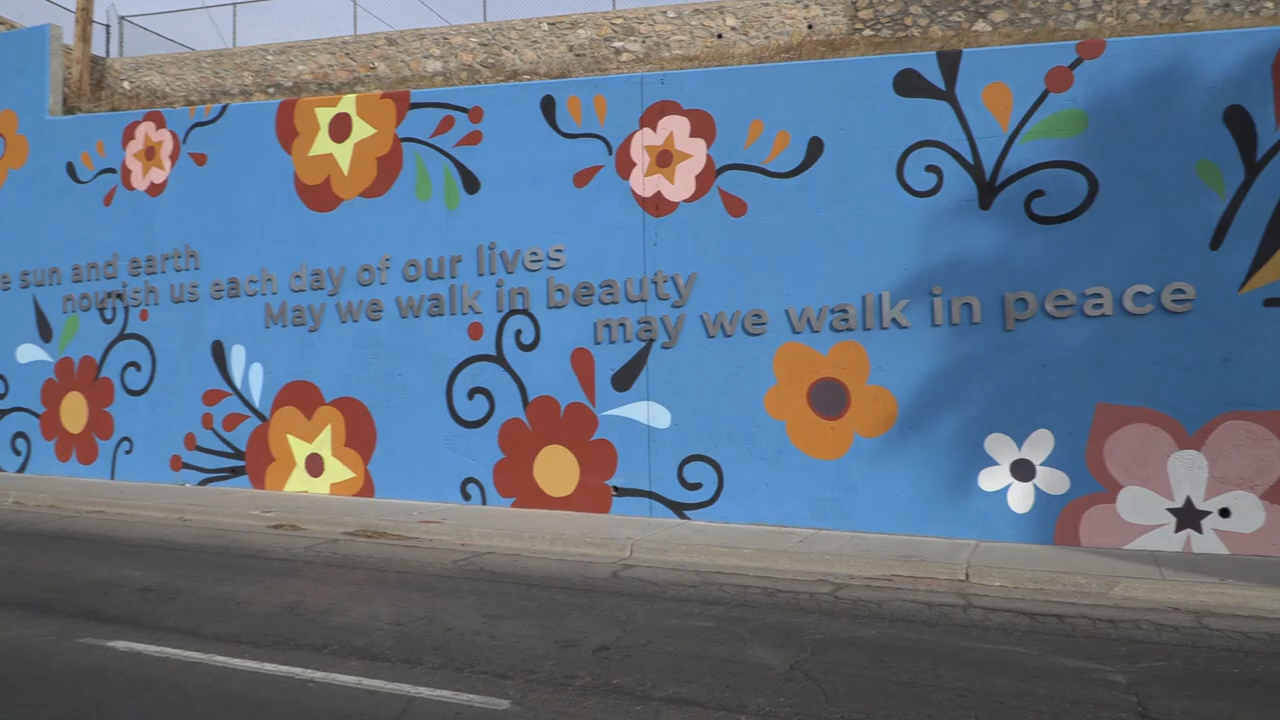 sun and earth
nourish us each day of our lives
May we walk in beauty
may we walk in peace